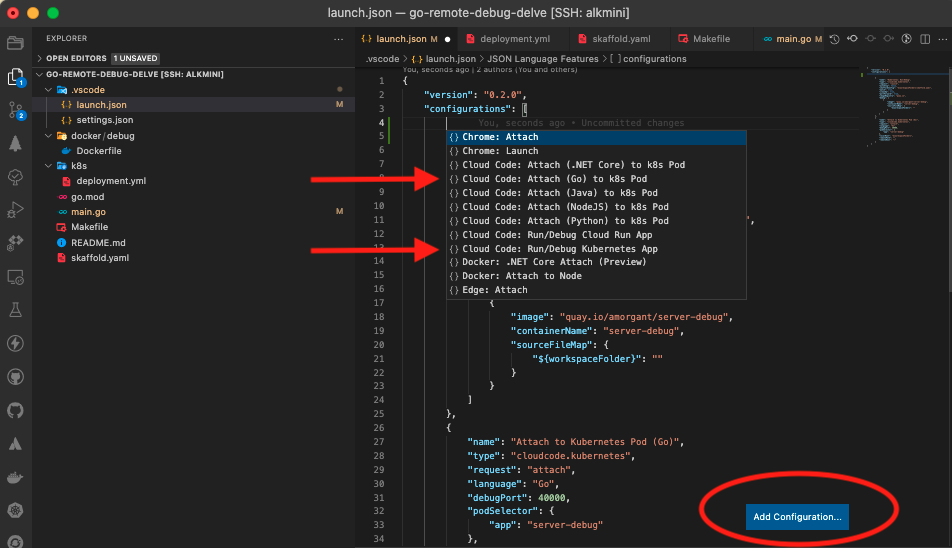 launch.json — go-remote-debug-delve [SSH: alkmini]
EXPLORER
OPEN EDITORS 1 UNSAVED
GO-REMOTE-DEBUG-DELVE [SSH: ALKMINI]
.vscode
{.} launch.json M
{.} settings.json
docker / debug
Dockerfile
k8s
deployment.yml
go.mod
main.go M
Makefile
README.md
skaffold.yaml
1
2
{.} launch.json M deployment.yml skaffold.yaml Makefile main.go M
.vscode > {.} launch.json > JSON Language Features > [ ] configurations
You, seconds ago | 2 authors (You and others)
1 {
2 "version": "0.2.0",
3 "configurations": [
4 You, seconds ago • Uncommitted changes
5 {} Chrome: Attach
6 {} Chrome: Launch
7 {} Cloud Code: Attach (.NET Core) to k8s Pod
{} Cloud Code: Attach (Go) to k8s Pod
9 {} Cloud Code: Attach (Java) to k8s Pod
10 {} Cloud Code: Attach (NodeJS) to k8s Pod
11 {} Cloud Code: Attach (Python) to k8s Pod ",
12 {} Cloud Code: Run/Debug Cloud Run App
{} Cloud Code: Run/Debug Kubernetes App
14 {} Docker: .NET Core Attach (Preview)
15 {} Docker: Attach to Node
16 {} Edge: Attach
17 {
18 "image": "quay.io/amorgant/server-debug",
19 "containerName": "server-debug",
20 "sourceFileMap": {
21 "${workspaceFolder}": ""
22 }
23 }
24 ]
25 },
26 {
27 "name": "Attach to Kubernetes Pod (Go)",
28 "type": "cloudcode.kubernetes",
29 "request": "attach",
30 "language": "Go",
31 "debugPort": 40000,
32 "podSelector": {
33 "app": "server-debug"
34 },
Add Configuration...